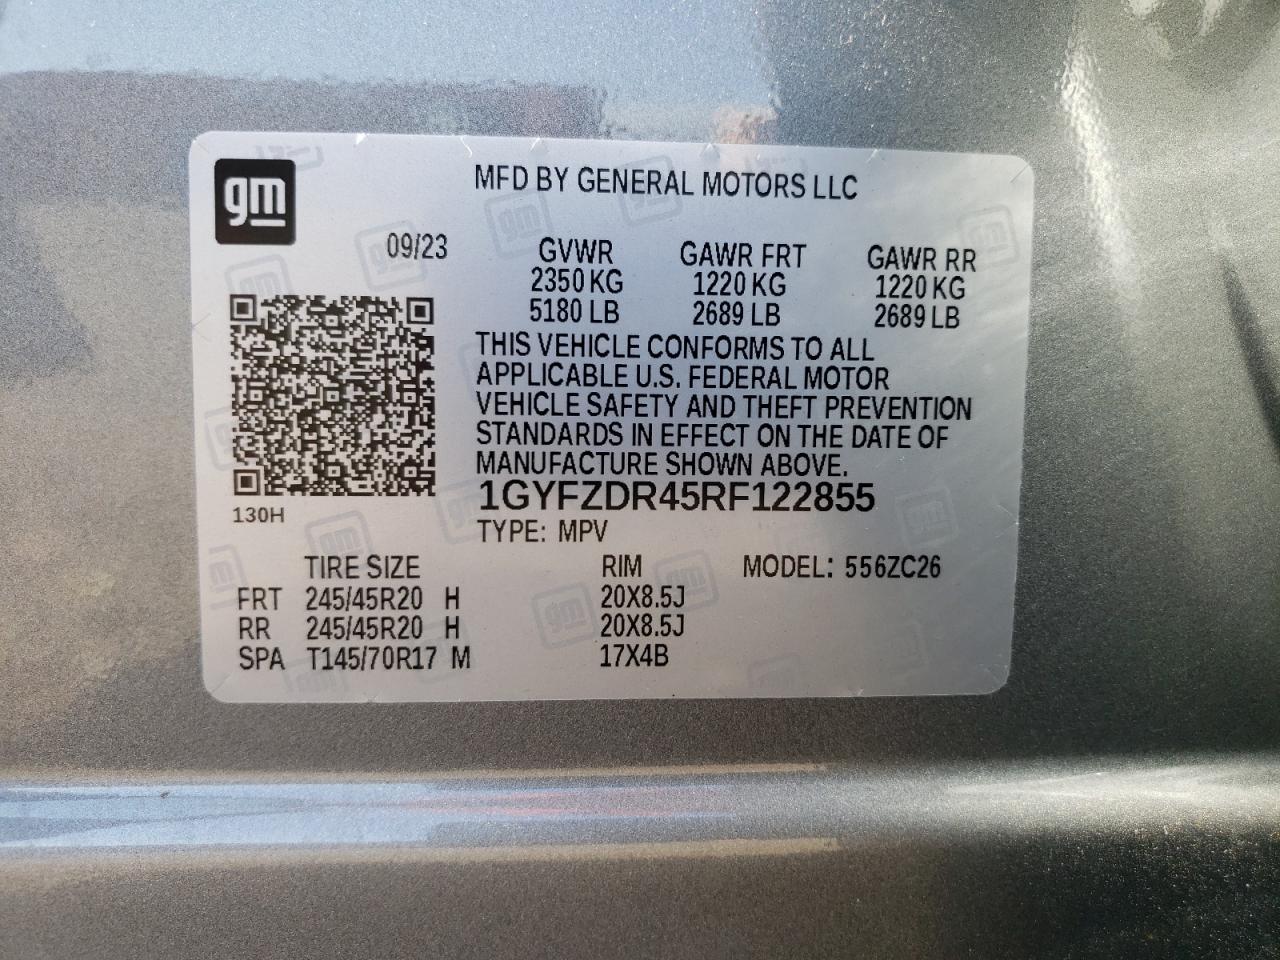 gm
MFD BY GENERAL MOTORS LLC
09/23
GVWR GAWR FRT GAWR RR
2350 KG 1220 KG 1220 KG
5180 LB 2689 LB 2689 LB
THIS VEHICLE CONFORMS TO ALL
APPLICABLE U.S. FEDERAL MOTOR
VEHICLE SAFETY AND THEFT PREVENTION
STANDARDS IN EFFECT ON THE DATE OF
MANUFACTURE SHOWN ABOVE.
1GYFZDR45RF122855
130H
TYPE: MPV
TIRE SIZE RIM MODEL: 556ZC26
FRT 245/45R20 H 20X8.5J
RR 245/45R20 H 20X8.5J
SPA T145/70R17 M 17X4B